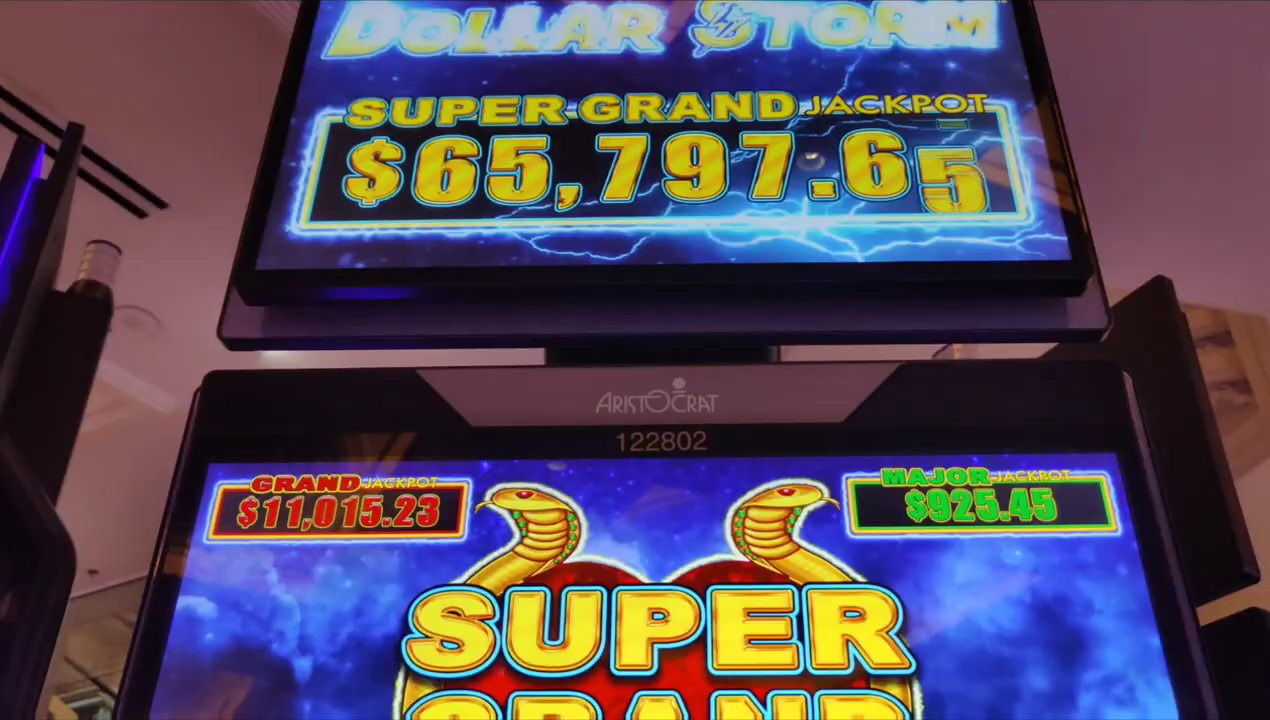 DOLLAR STORM
SUPER GRAND JACKPOT
$65,797.65
ARISTOCRAT
122802
GRAND JACKPOT
$11,015.23
MAJOR JACKPOT
$925.45
SUPER
GRAND